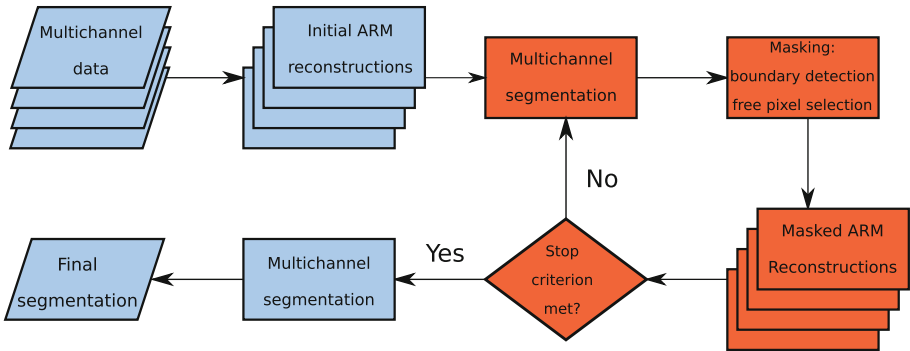 Multichannel
data
Initial ARM
reconstructions
Multichannel
segmentation
Masking:
boundary detection
free pixel selection
No
Masked ARM
Reconstructions
Stop
criterion
met?
Yes
Multichannel
segmentation
Final
segmentation